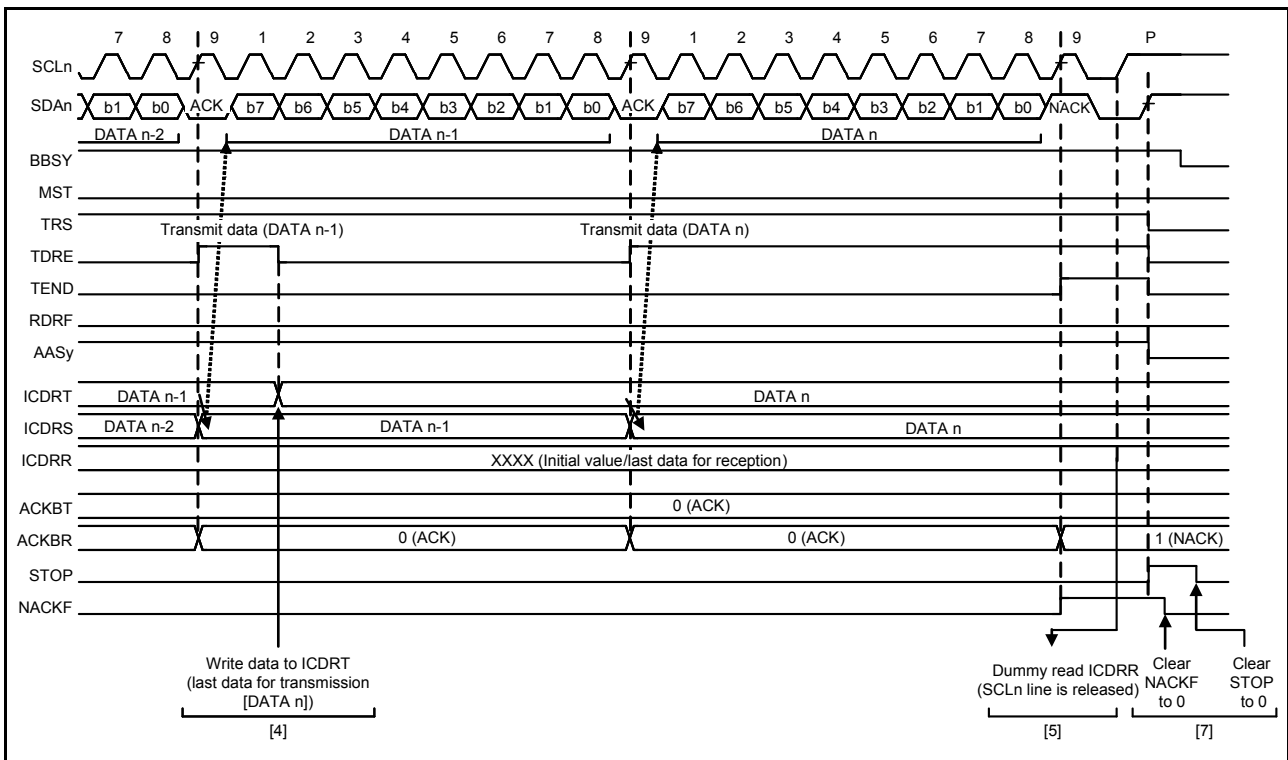 7 8 9 1 2 3 4 5 6 7 8 9 1 2 3 4 5 6 7 8 9 P
SCLn
SDAn b1 b0 ACK b7 b6 b5 b4 b3 b2 b1 b0 ACK b7 b6 b5 b4 b3 b2 b1 b0 NACK
DATA n-2 DATA n-1 DATA n
BBSY
MST
TRS
Transmit data (DATA n-1) Transmit data (DATA n)
TDRE
TEND
RDRF
AASy
ICDRT DATA n-1 DATA n
ICDRS DATA n-2 DATA n-1 DATA n
ICDRR XXXX (Initial value/last data for reception)
ACKBT 0 (ACK)
ACKBR 0 (ACK) 0 (ACK) 1 (NACK)
STOP
NACKF
Write data to ICDRT
(last data for transmission
[DATA n])
[4]
Dummy read ICDRR
(SCLn line is released)
[5]
Clear
NACKF
to 0
Clear
STOP
to 0
[7]